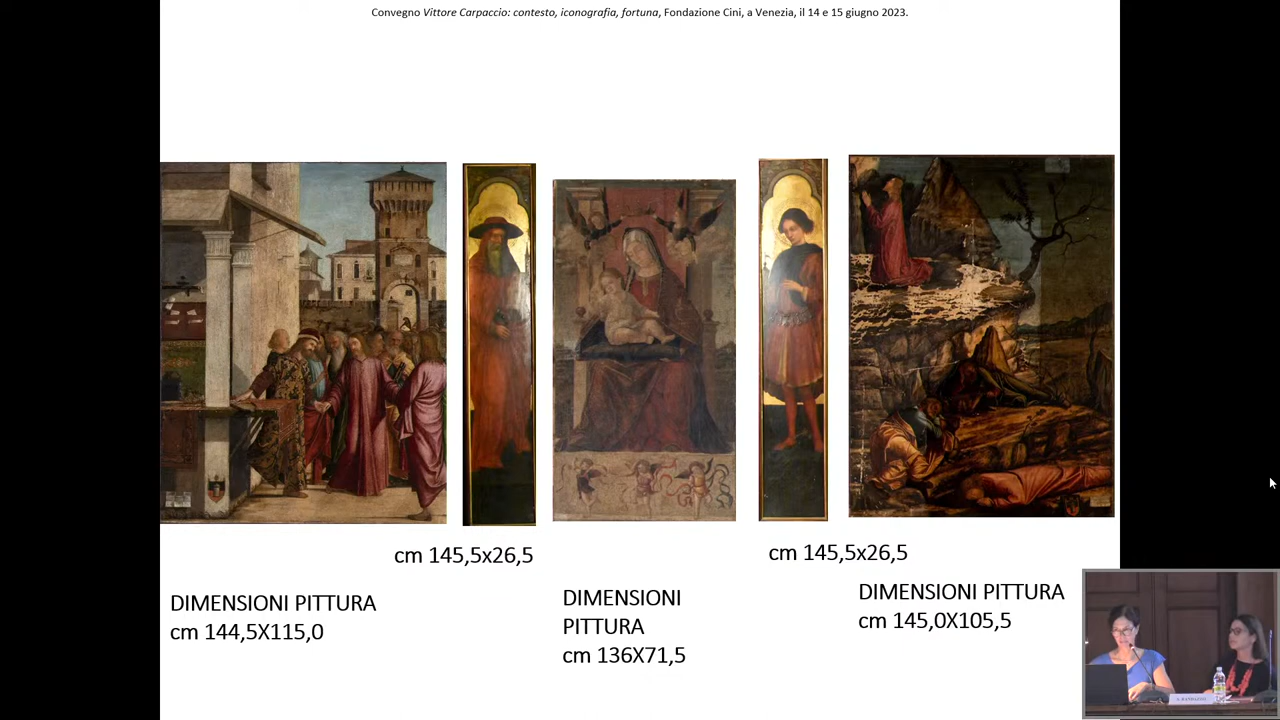 Convegno Vittore Carpaccio: contesto, iconografia, fortuna, Fondazione Cini, a Venezia, il 14 e 15 giugno 2023.
cm 145,5x26,5
cm 145,5x26,5
DIMENSIONI PITTURA
cm 144,5X115,0
DIMENSIONI
PITTURA
cm 136X71,5
DIMENSIONI PITTURA
cm 145,0X105,5